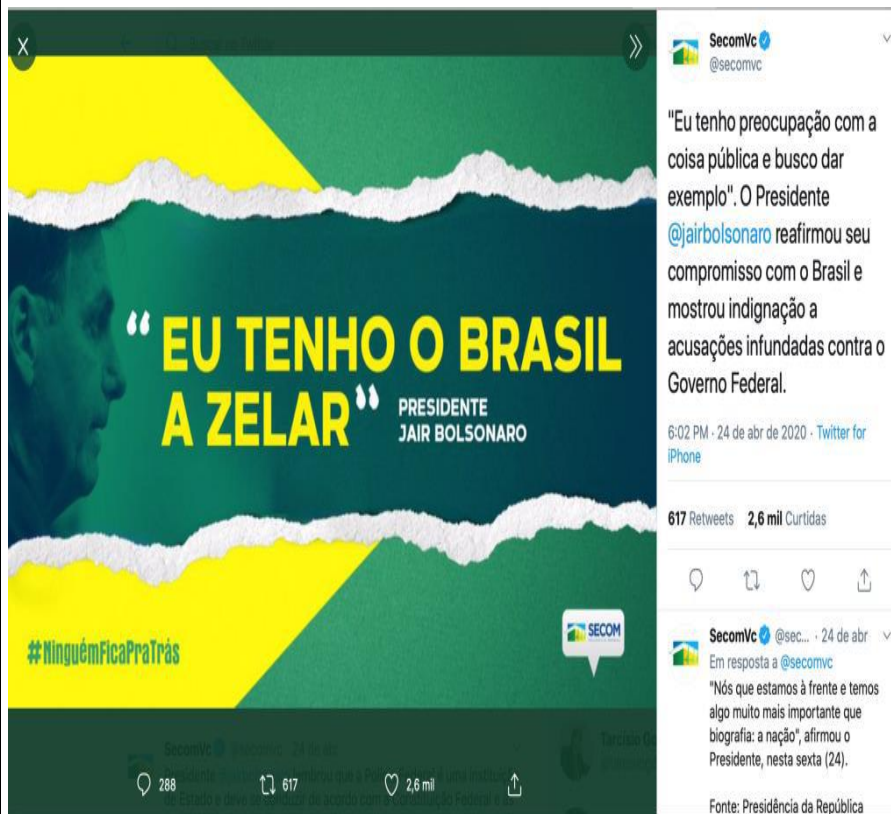 X
“EU TENHO O BRASIL
A ZELAR”
PRESIDENTE
JAIR BOLSONARO
#NinguémFicaPraTrás
SECOM
288
617
2,6 mil
SecomVc
@secomvc
"Eu tenho preocupação com a
coisa pública e busco dar
exemplo". O Presidente
@jairbolsonaro reafirmou seu
compromisso com o Brasil e
mostrou indignação a
acusações infundadas contra o
Governo Federal.
6:02 PM · 24 de abr de 2020 · Twitter for
iPhone
617 Retweets 2,6 mil Curtidas
SecomVc @sec... · 24 de abr
Em resposta a @secomvc
"Nós que estamos à frente e temos
algo muito mais importante que
biografia: a nação", afirmou o
Presidente, nesta sexta (24).
Fonte: Presidência da República